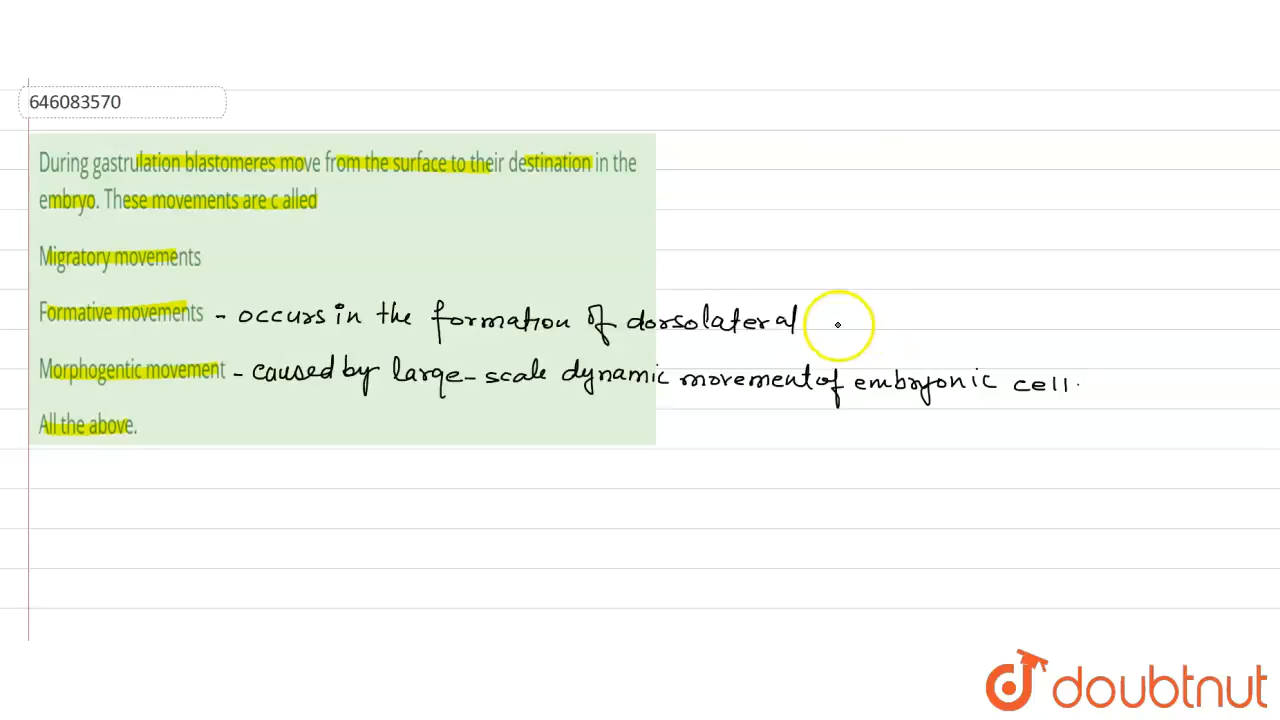 646083570
During gastrulation blastomeres move from the surface to their destination in the
embryo. These movements are c alled
Migratory movements
Formative movements - occurs in the formation of dorsolateral
Morphogentic movement - caused by large-scale dynamic movement of embryonic cell.
All the above.
doubtnut